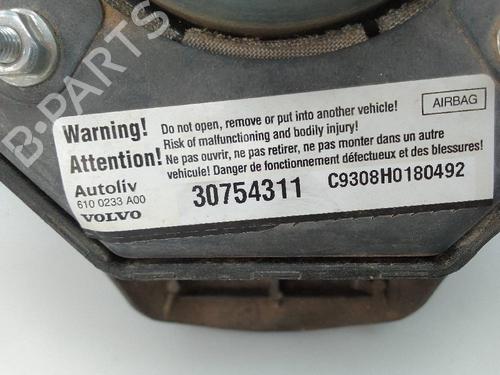 B-PARTS
Warning!
Do not open, remove or put into another vehicle!
Risk of malfunctioning and bodily injury!
AIRBAG
Attention!
Ne pas ouvrir, ne pas retirer, ne pas monter dans un autre
vehicule! Danger de fonctionnement défectueux et des blessures!
Autoliv
610 0233 A00
VOLVO
30754311
C9308H0180492